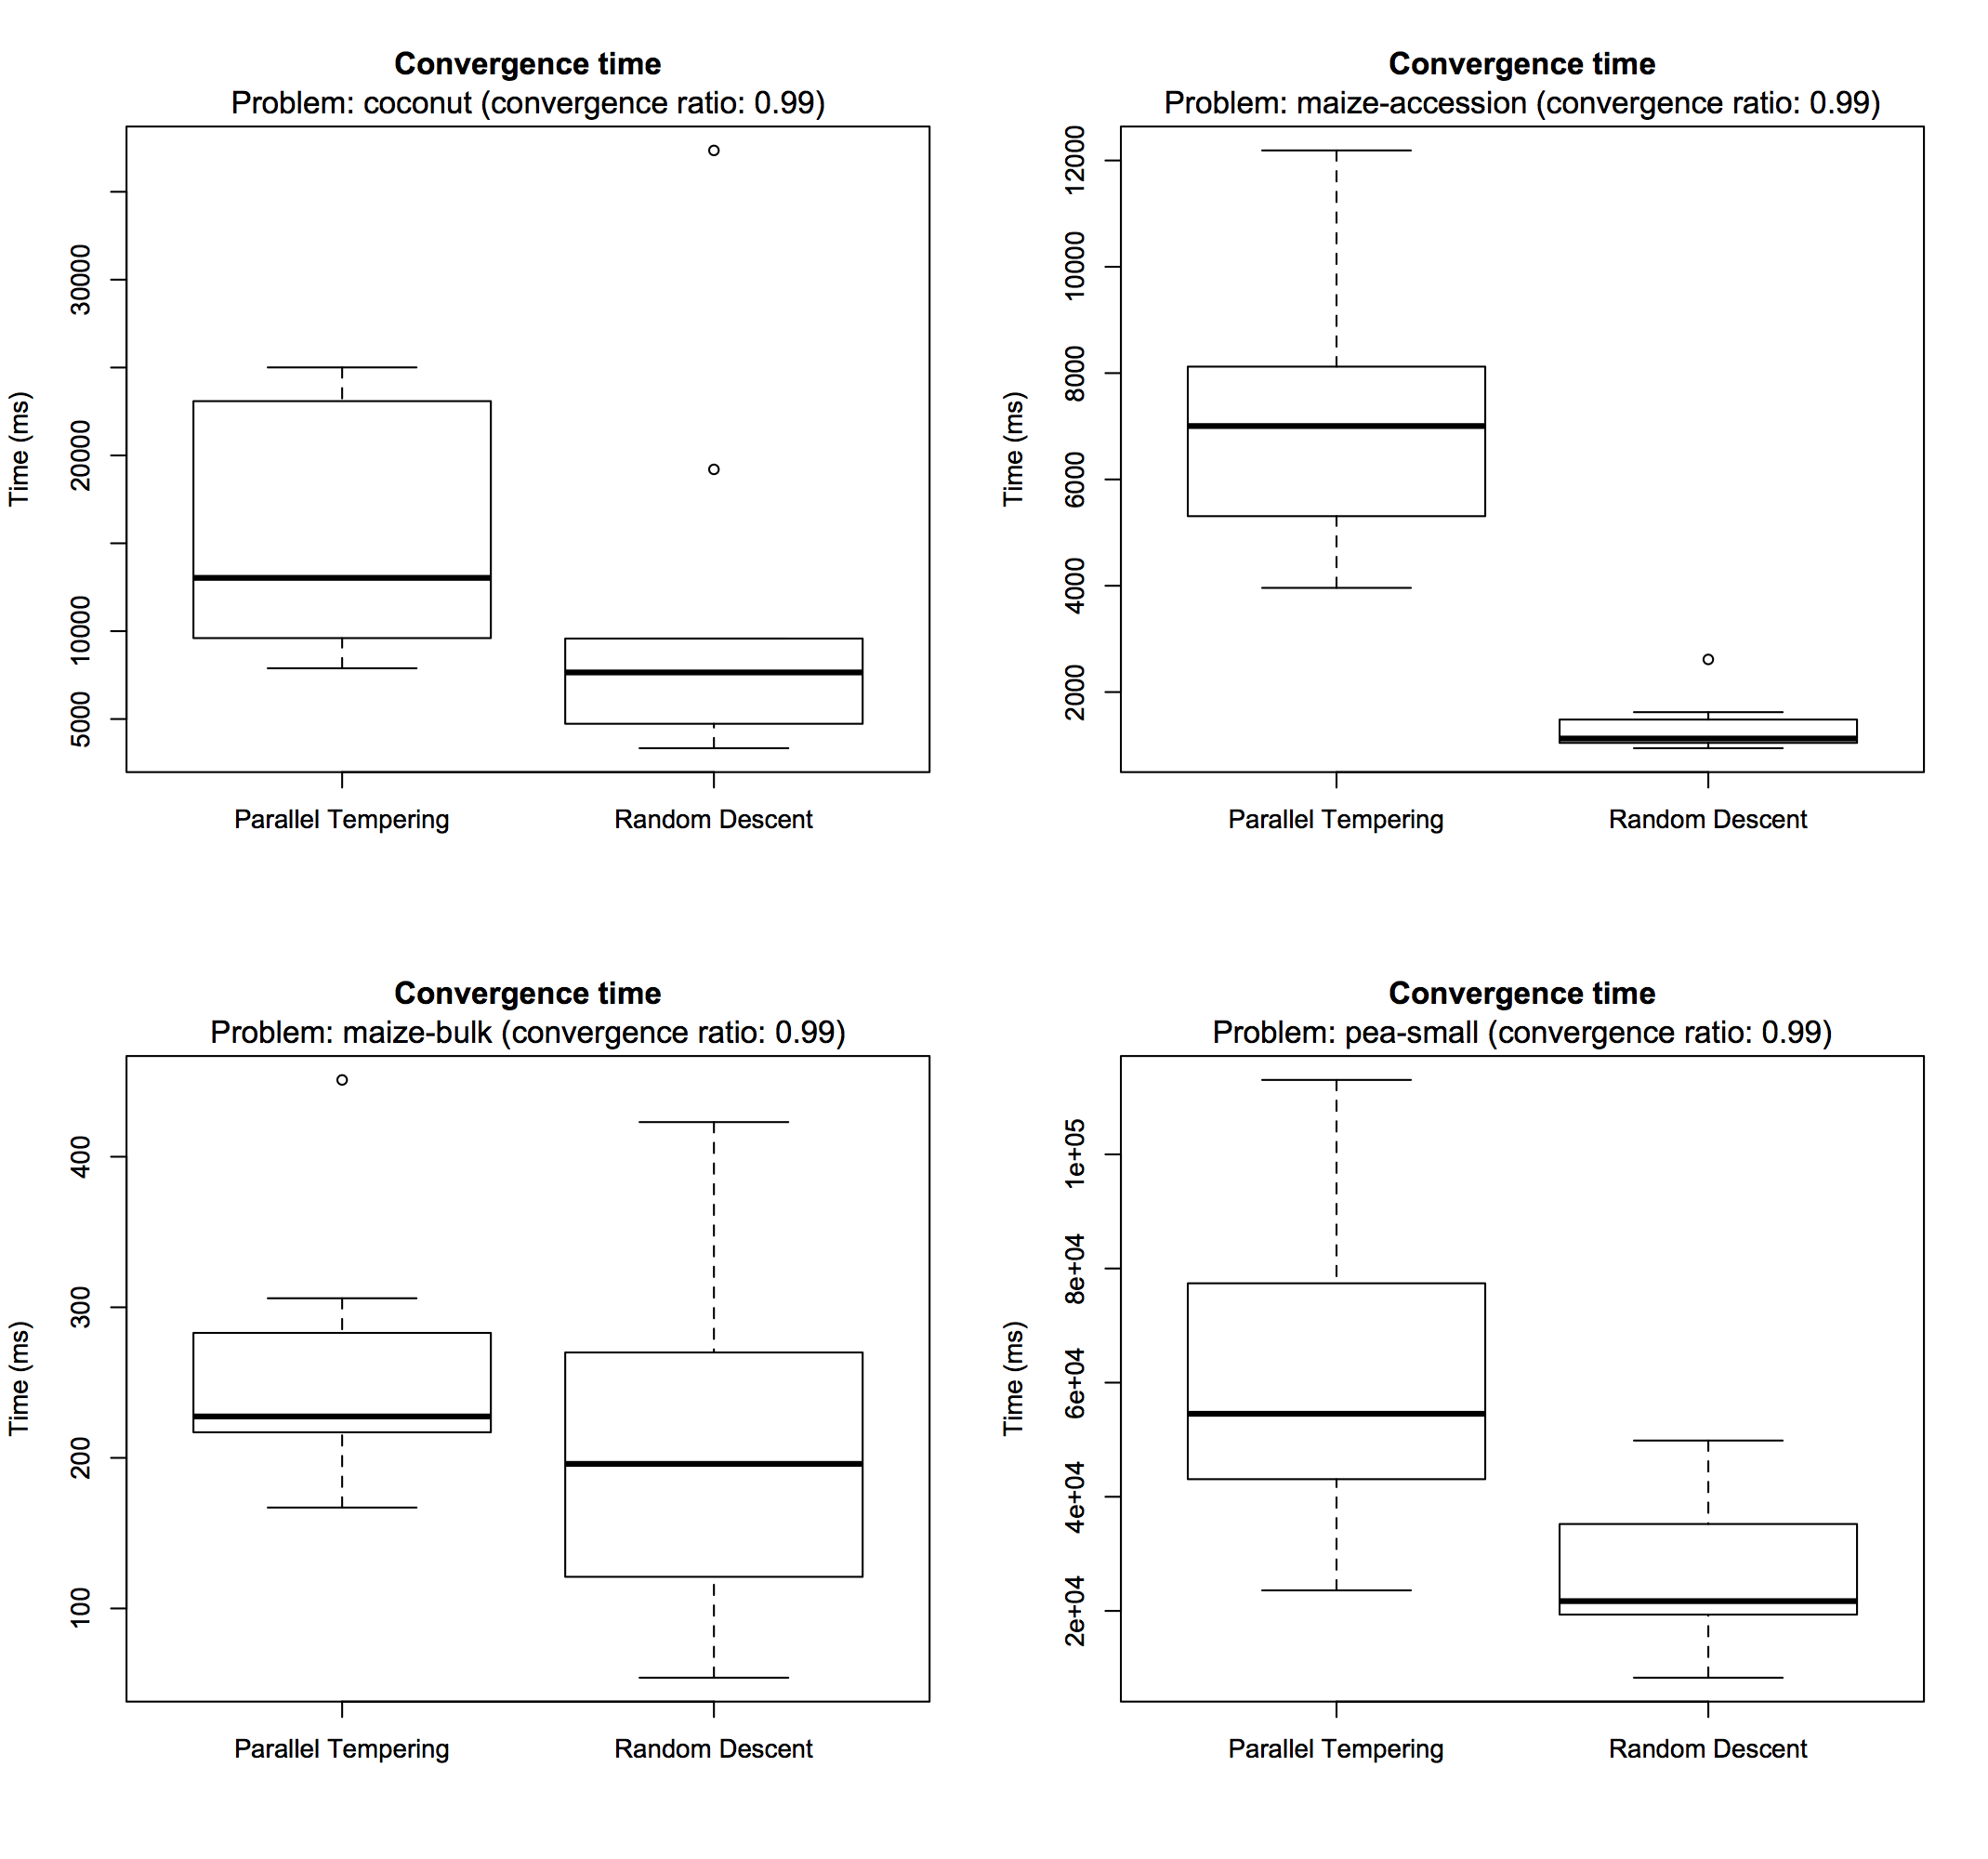 Convergence time
Problem: coconut (convergence ratio: 0.99)
Time (ms)
30000
20000
10000
5000
Parallel Tempering
Random Descent
Convergence time
Problem: maize-accession (convergence ratio: 0.99)
Time (ms)
12000
10000
8000
6000
4000
2000
Parallel Tempering
Random Descent
Convergence time
Problem: maize-bulk (convergence ratio: 0.99)
Time (ms)
400
300
200
100
Parallel Tempering
Random Descent
Convergence time
Problem: pea-small (convergence ratio: 0.99)
Time (ms)
1e+05
8e+04
6e+04
4e+04
2e+04
Parallel Tempering
Random Descent